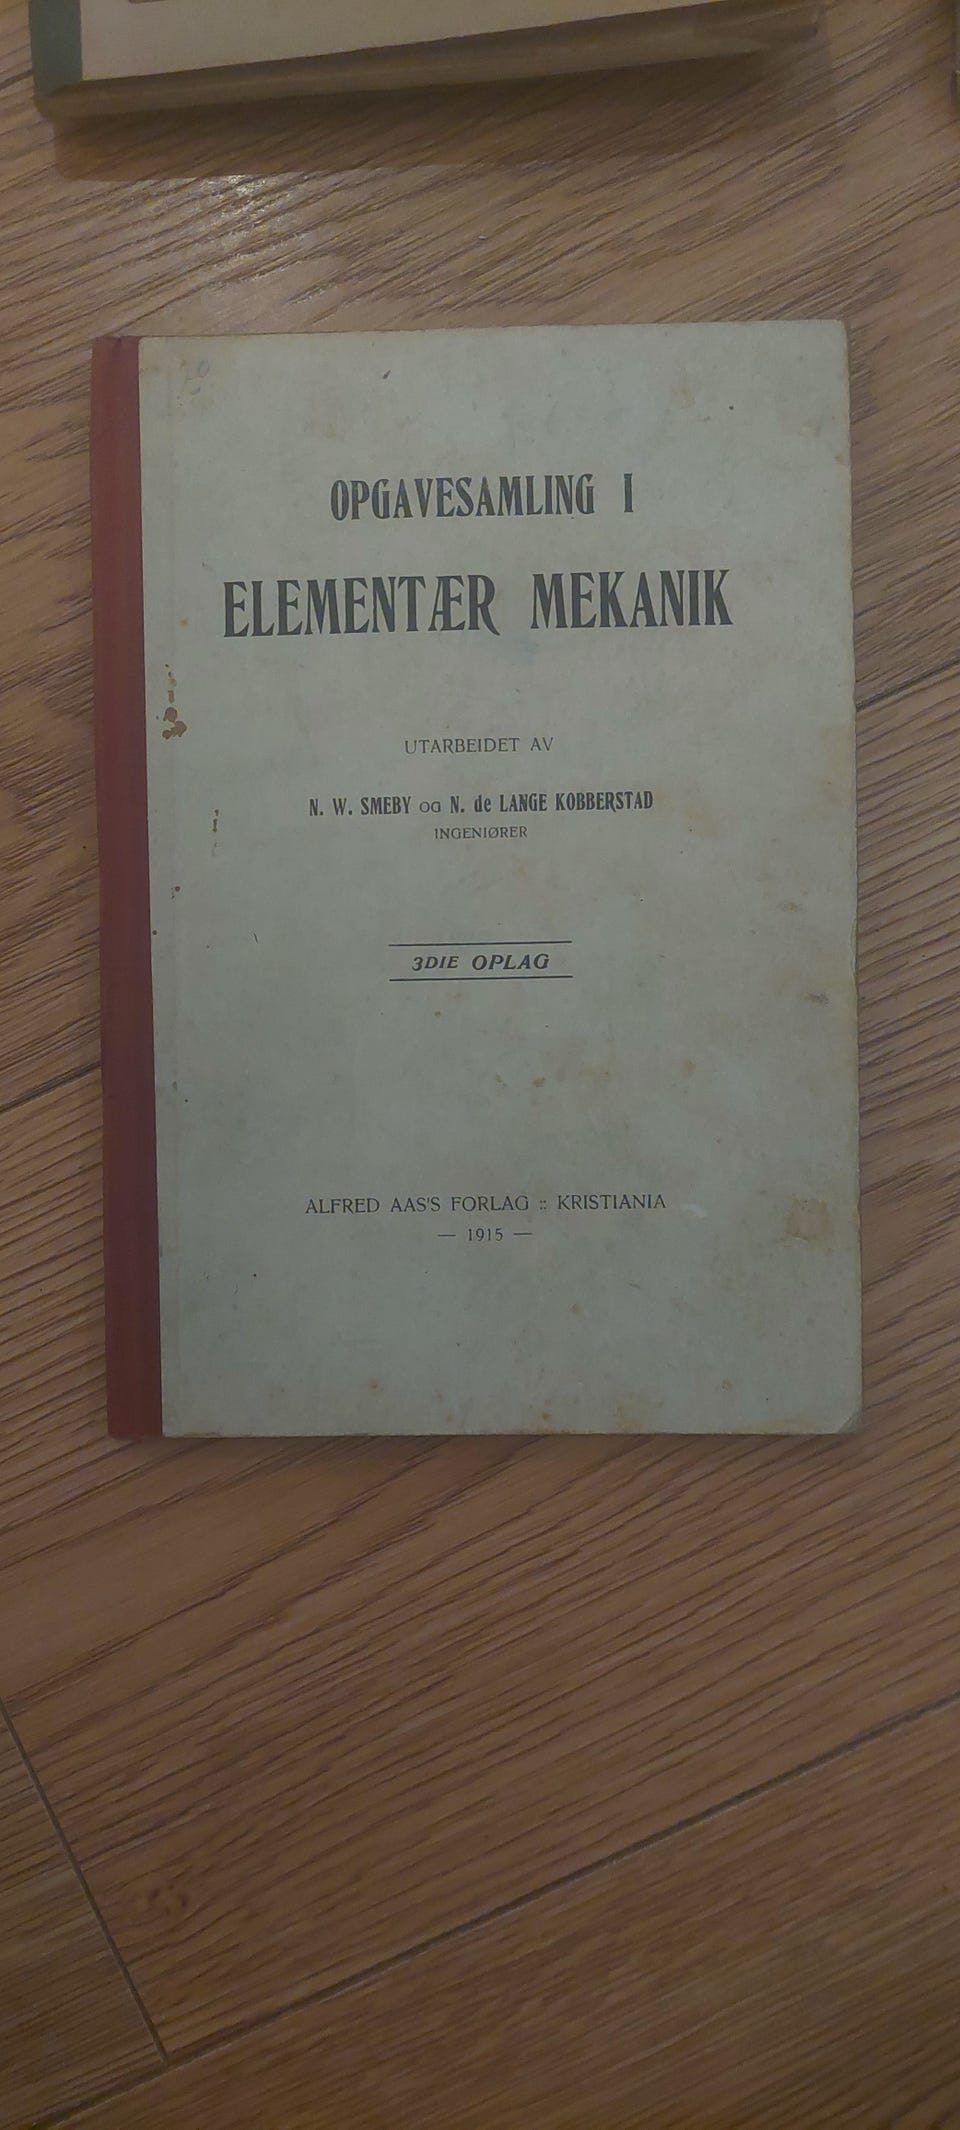 OPGAVESAMLING I
ELEMENTÆR MEKANIK
UTARBEIDET AV
N. W. SMEBY OG N. de LANGE KOBBERSTAD
INGENIØRER
3DIE OPLAG
ALFRED AAS'S FORLAG :: KRISTIANIA
— 1915 —